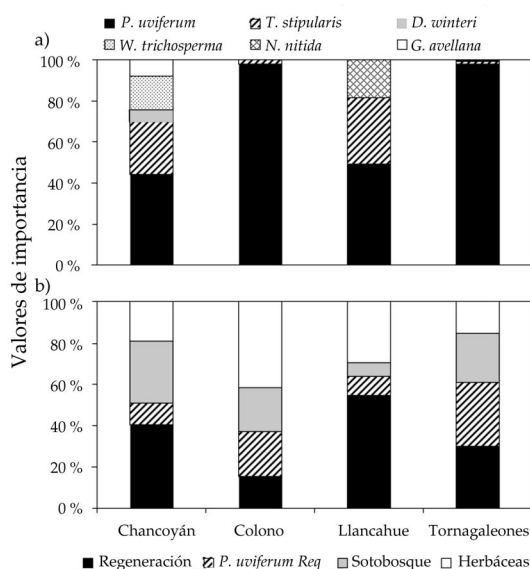 P. uviferum T. stipularis D. winteri
W. trichosperma N. nitida G. avellana
a)
100 %
80 %
60 %
40 %
20 %
0 %
Valores de importancia
b)
100 %
80 %
60 %
40 %
20 %
0 %
Chancoyán Colono Llancahue Tornagaleones
Regeneración P. uviferum Reg Sotobosque Herbáceas